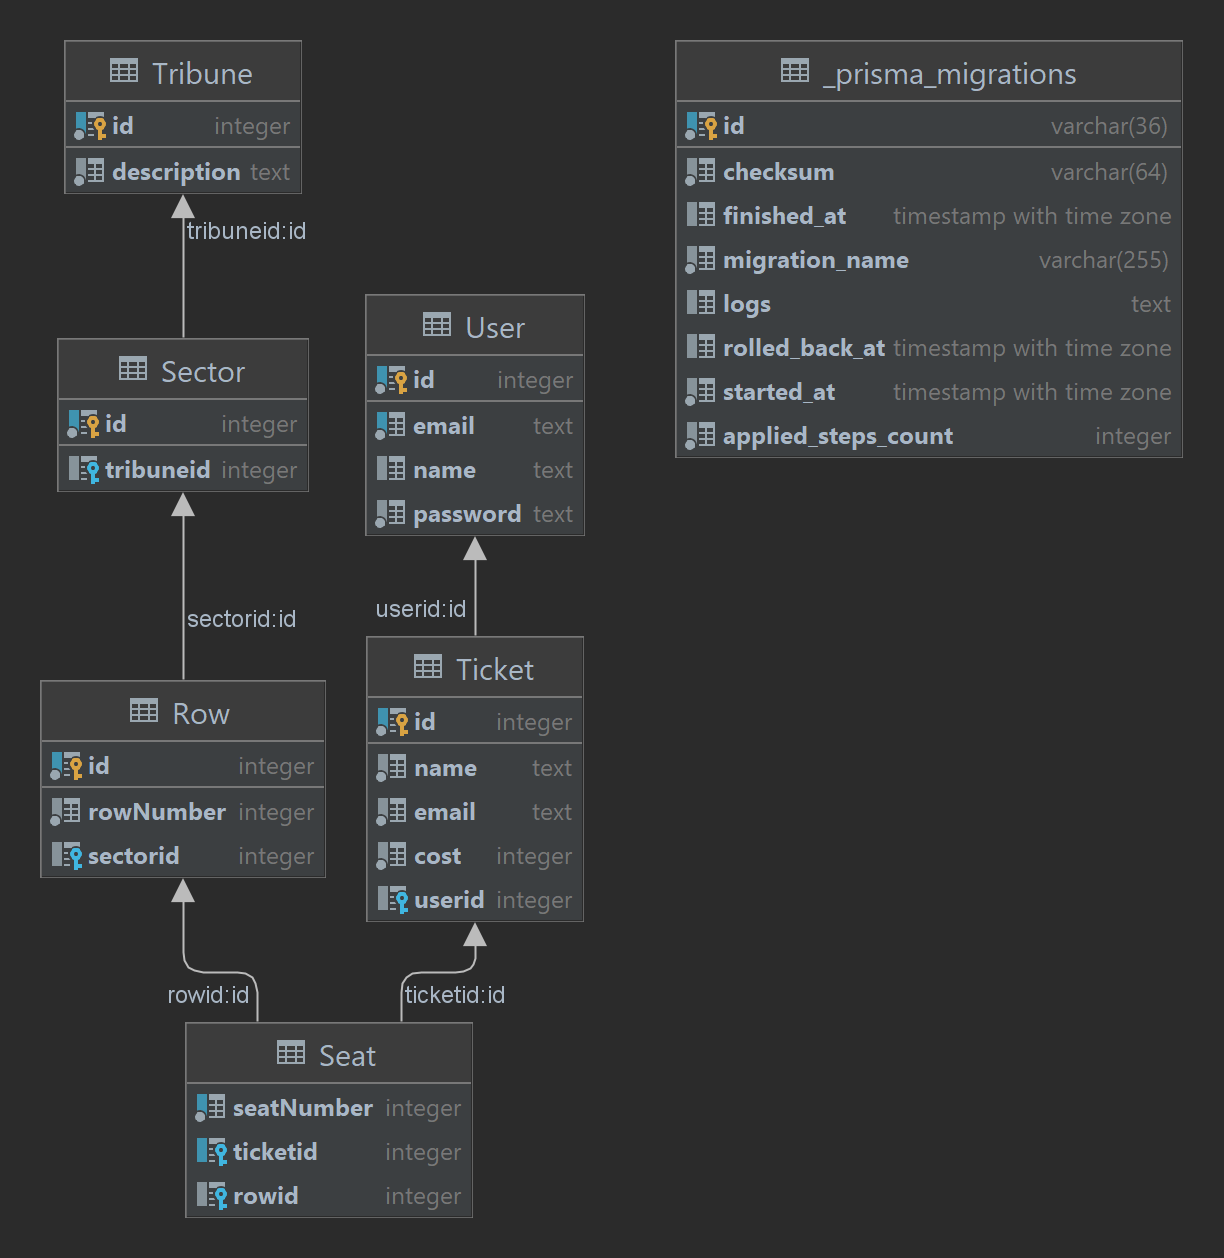 Tribune
id integer
description text
tribuneid:id
Sector
id integer
tribuneid integer
sectorid:id
Row
id integer
rowNumber integer
sectorid integer
rowid:id
User
id integer
email text
name text
password text
userid:id
Ticket
id integer
name text
email text
cost integer
userid integer
ticketid:id
Seat
seatNumber integer
ticketid integer
rowid integer
_prisma_migrations
id varchar(36)
checksum varchar(64)
finished_at timestamp with time zone
migration_name varchar(255)
logs text
rolled_back_at timestamp with time zone
started_at timestamp with time zone
applied_steps_count integer